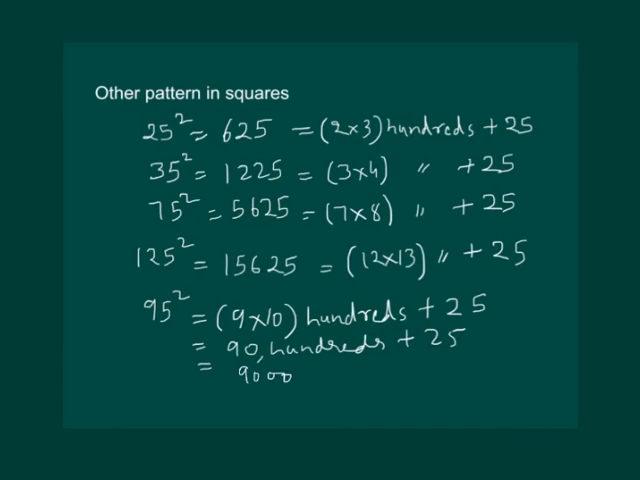 Other pattern in squares
25² = 625 = (2×3) hundreds + 25
35² = 1225 = (3×4) " + 25
75² = 5625 = (7×8) " + 25
125² = 15625 = (12×13) " + 25
95² = (9×10) hundreds + 25
= 90, hundreds + 25
= 9000